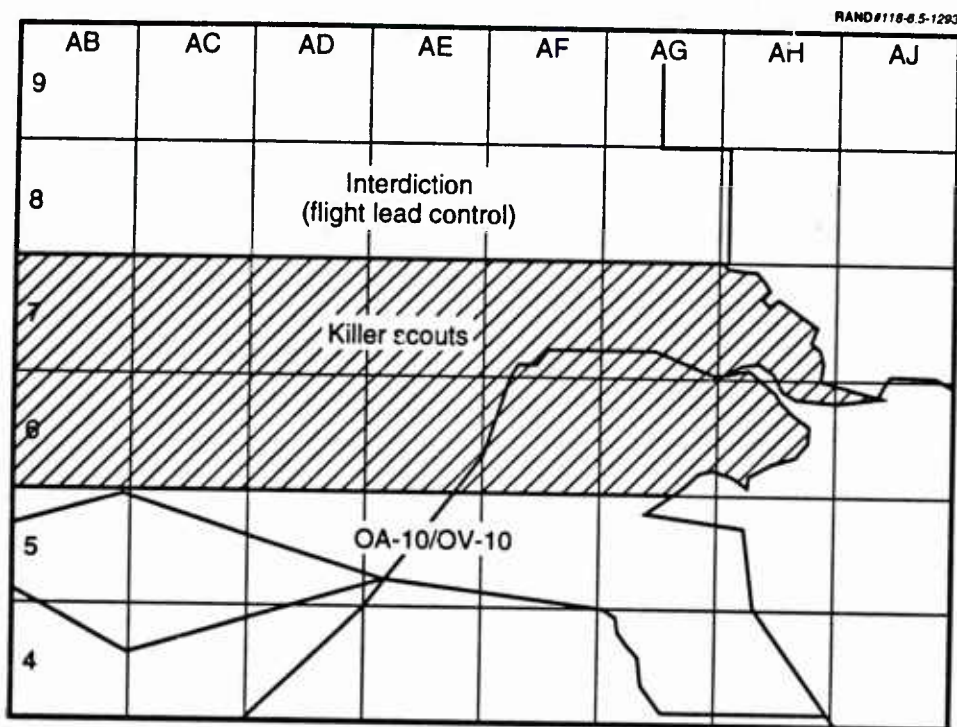 RAND#118-6.5-1293
AB AC AD AE AF AG AH AJ
9
8
Interdiction
(flight lead control)
7
Killer scouts
6
5
OA-10/OV-10
4